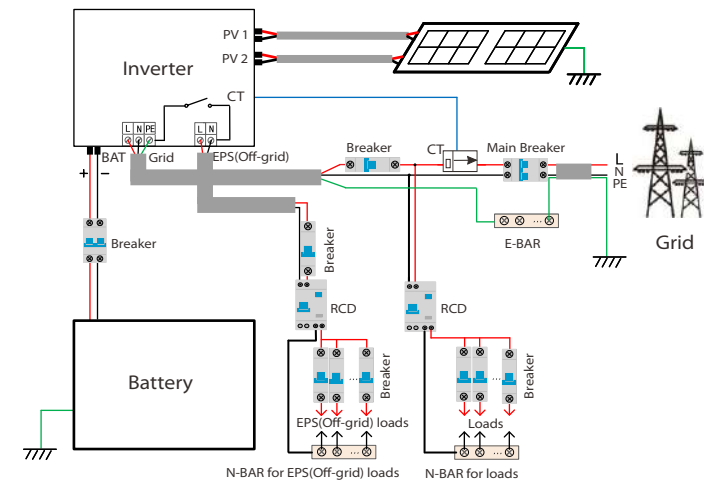 PV 1
PV 2
Inverter
CT
L N PE
L N
BAT
Grid
EPS(Off-grid)
+
−
Breaker
CT
Main Breaker
L
N
PE
...
E-BAR
Grid
Breaker
Breaker
RCD
RCD
Battery
...
Breaker
...
Breaker
EPS(Off-grid) loads
Loads
...
...
N-BAR for EPS(Off-grid) loads
N-BAR for loads